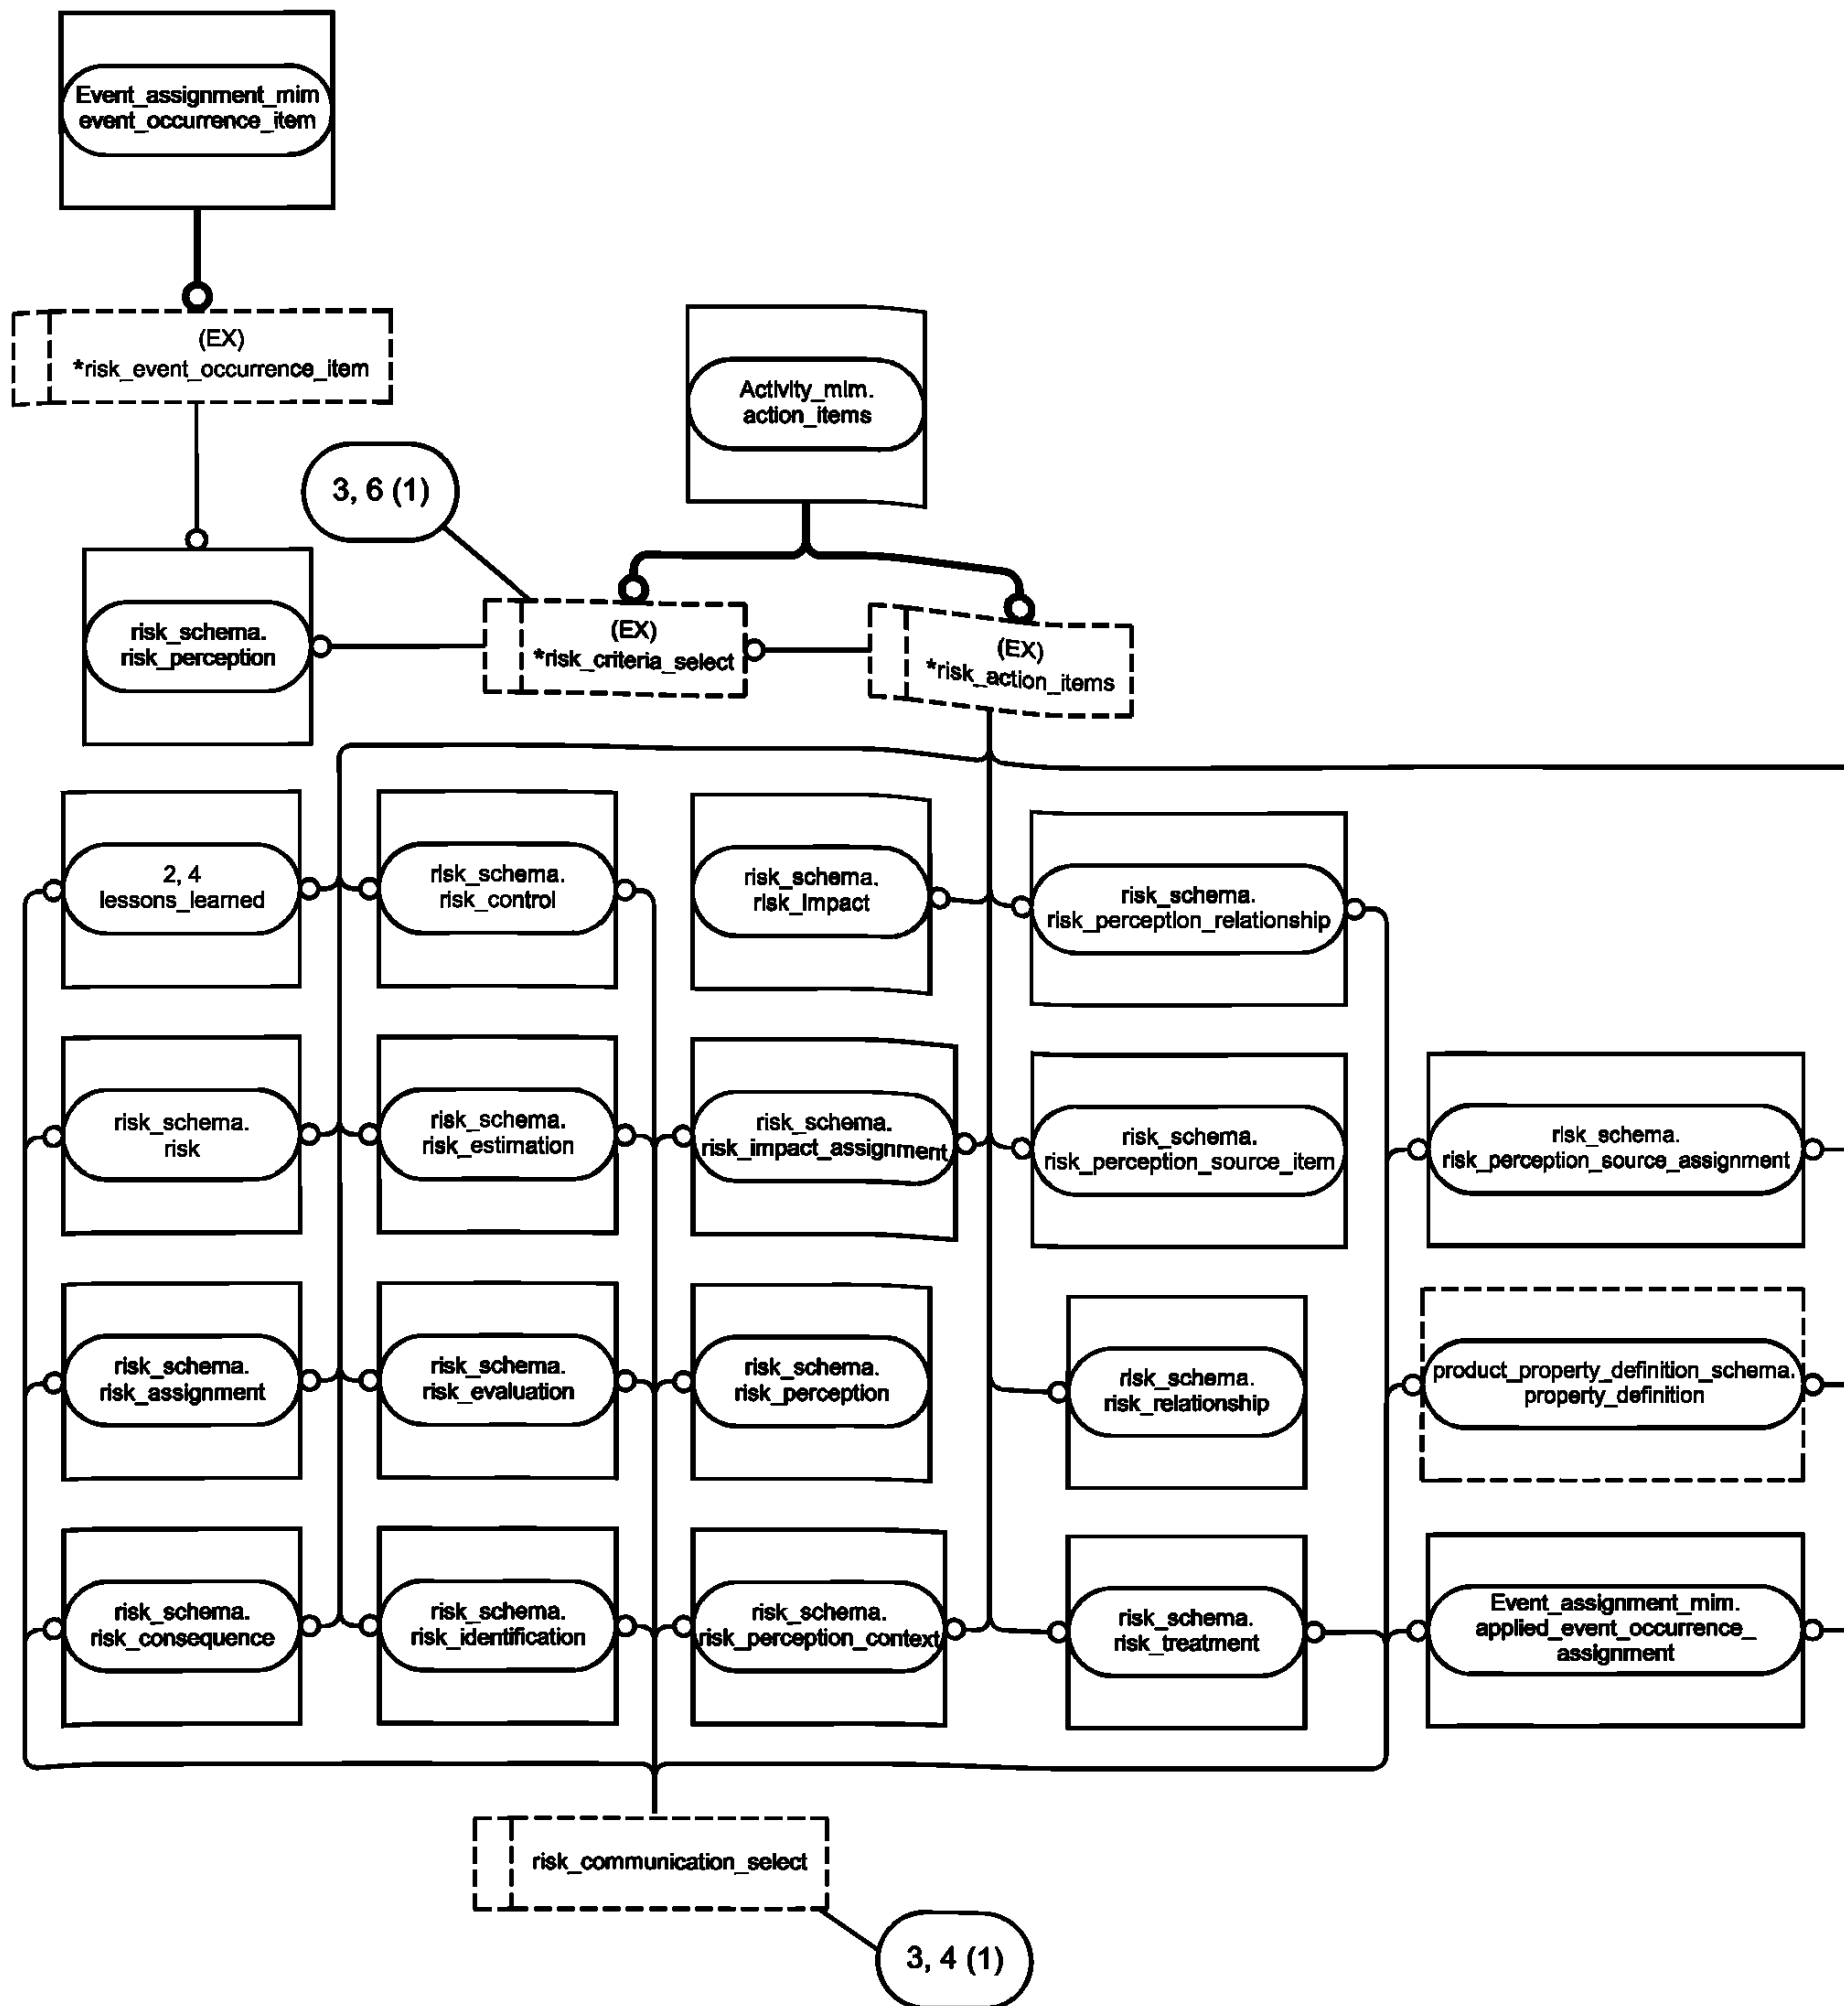 Event_assignment_mim
event_occurrence_item
(EX)
*risk_event_occurrence_item
Activity_mim.
action_items
3, 6 (1)
risk_schema.
risk_perception
(EX)
*risk_criteria_select
(EX)
*risk_action_items
2, 4
lessons_learned
risk_schema.
risk_control
risk_schema.
risk_impact
risk_schema.
risk_perception_relationship
risk_schema.
risk
risk_schema.
risk_estimation
risk_schema.
risk_impact_assignment
risk_schema.
risk_perception_source_item
risk_schema.
risk_perception_source_assignment
risk_schema.
risk_assignment
risk_schema.
risk_evaluation
risk_schema.
risk_perception
risk_schema.
risk_relationship
product_property_definition_schema.
property_definition
risk_schema.
risk_consequence
risk_schema.
risk_identification
risk_schema.
risk_perception_context
risk_schema.
risk_treatment
Event_assignment_mim.
applied_event_occurrence_
assignment
risk_communication_select
3, 4 (1)